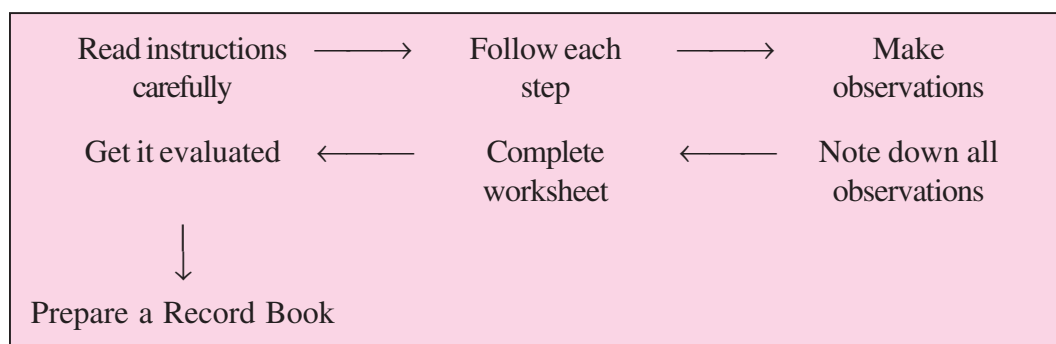 Read instructions
carefully
Follow each
step
Make
observations
Note down all
observations
Complete
worksheet
Get it evaluated
Prepare a Record Book